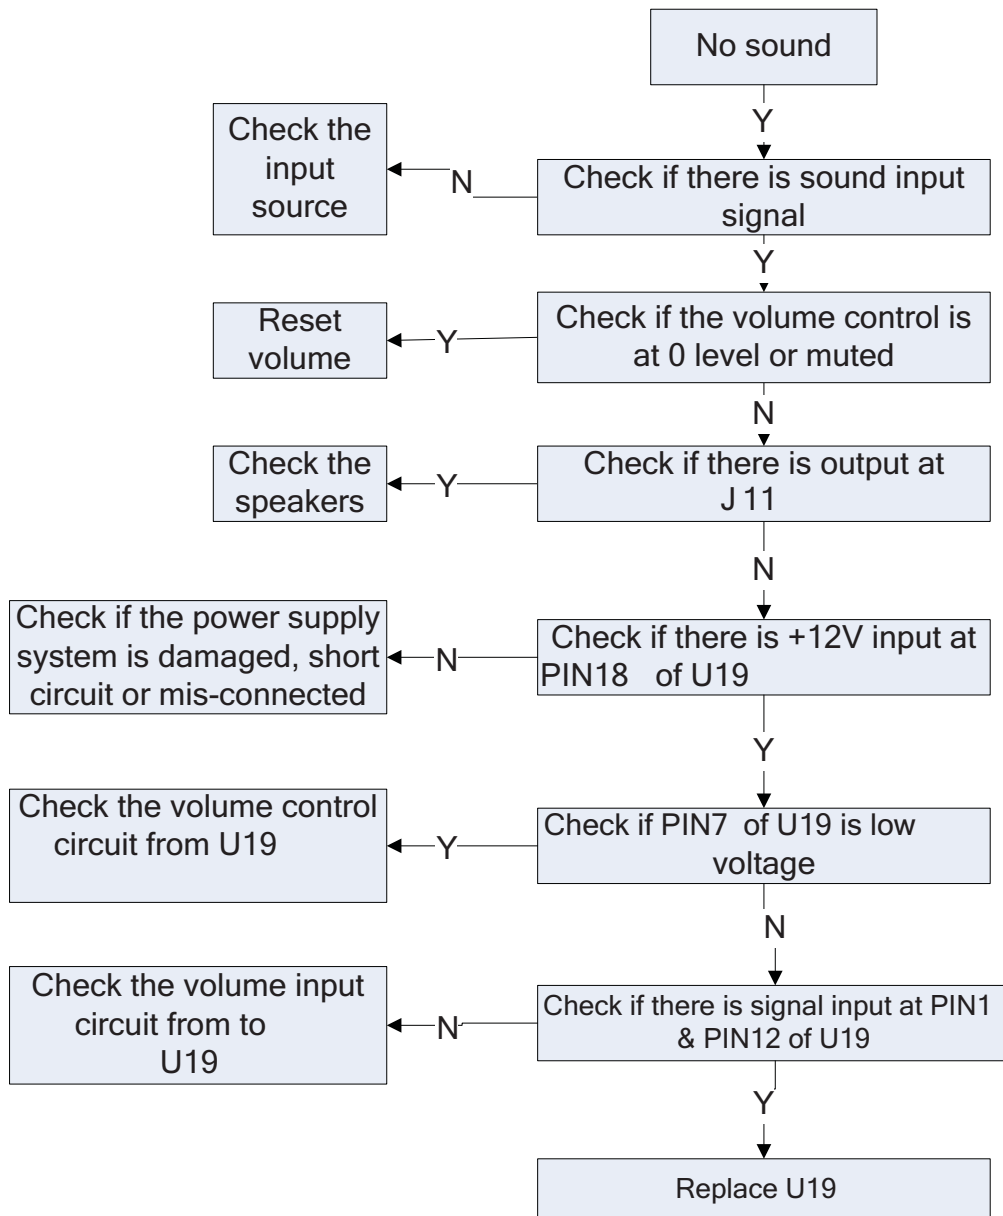 No sound
Y
Check the
input
source
N
Check if there is sound input
signal
Y
Reset
volume
Y
Check if the volume control is
at 0 level or muted
N
Check the
speakers
Y
Check if there is output at
J 11
N
Check if the power supply
system is damaged, short
circuit or mis-connected
N
Check if there is +12V input at
PIN18 of U19
Y
Check the volume control
circuit from U19
Y
Check if PIN7 of U19 is low
voltage
N
Check the volume input
circuit from to
U19
N
Check if there is signal input at PIN1
& PIN12 of U19
Y
Replace U19